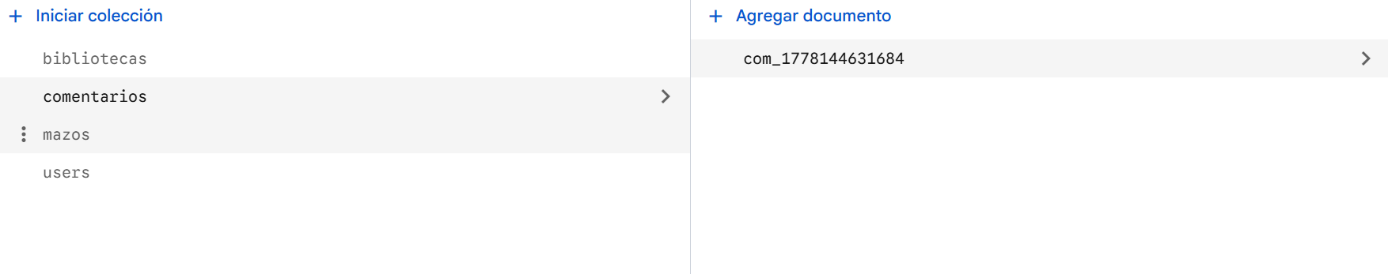 + Iniciar colección
bibliotecas
comentarios
mazos
users
+ Agregar documento
com_1778144631684